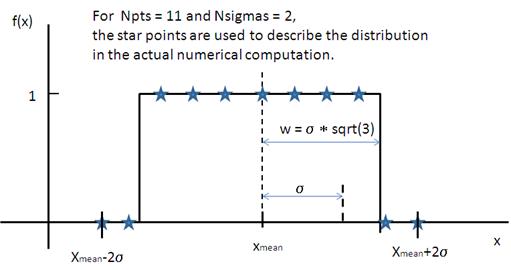 f(x)
For Npts = 11 and Nsigmas = 2,
the star points are used to describe the distribution
in the actual numerical computation.
1
w = σ * sqrt(3)
σ
Xmean-2σ
Xmean
Xmean+2σ
X